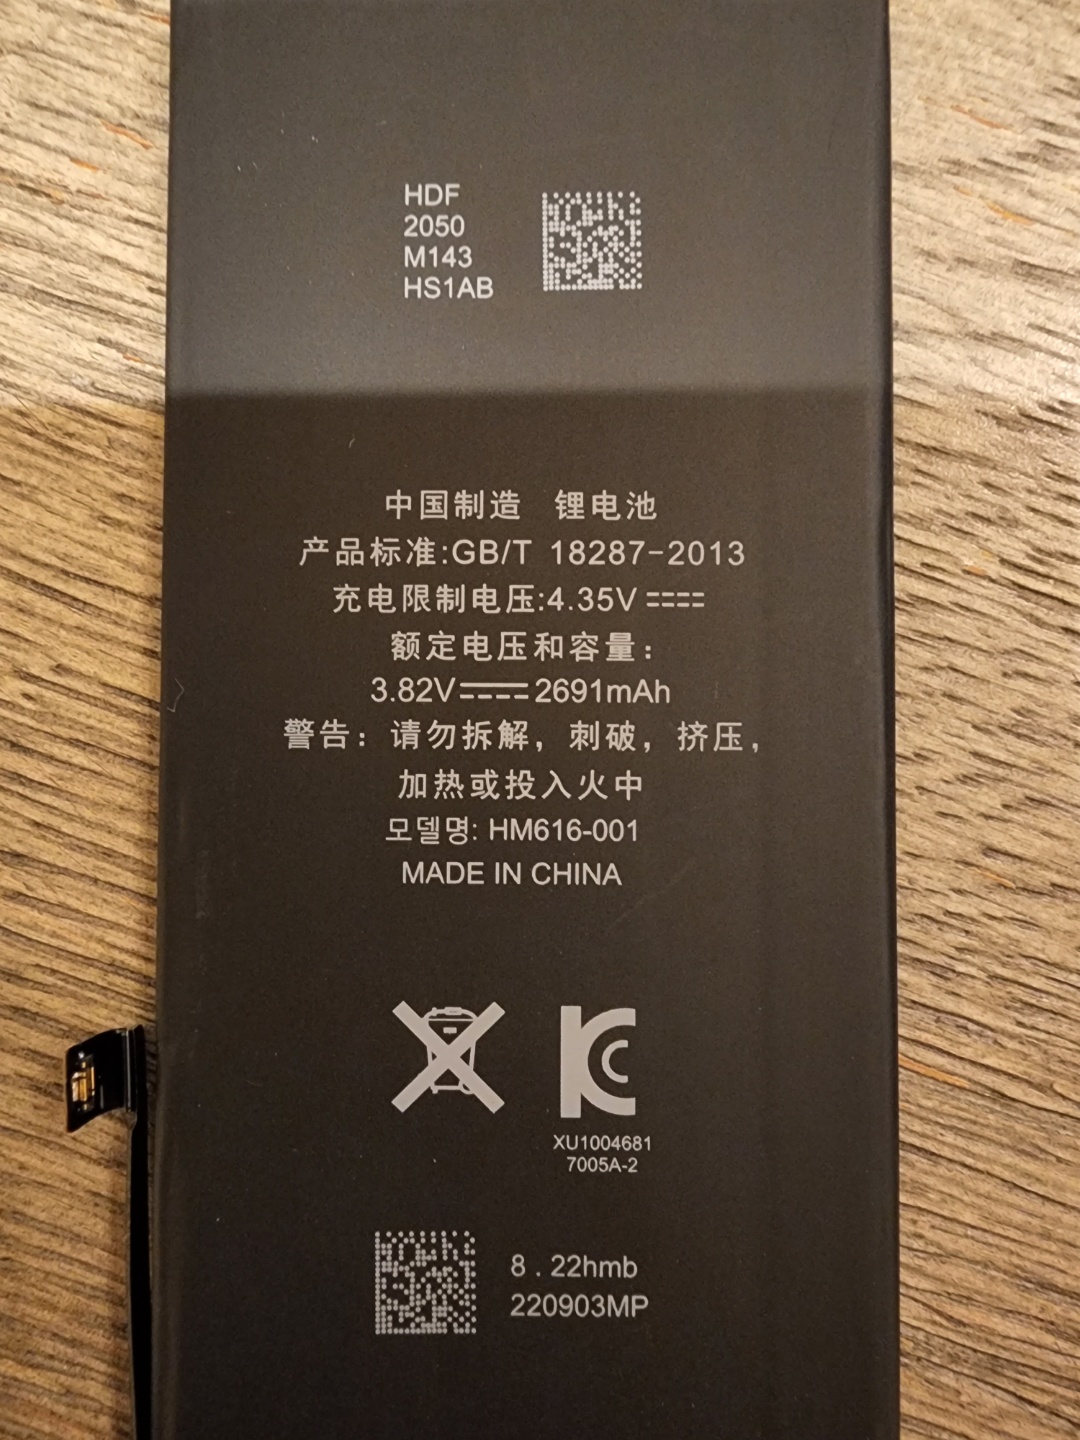 HDF
2050
M143
HS1AB
中国制造 锂电池
产品标准:GB/T 18287-2013
充电限制电压:4.35V
额定电压和容量:
3.82V 2691mAh
警告: 请勿拆解, 刺破, 挤压,
加热或投入火中
모델명: HM616-001
MADE IN CHINA
XU1004681
7005A-2
8 . 22hmb
220903MP